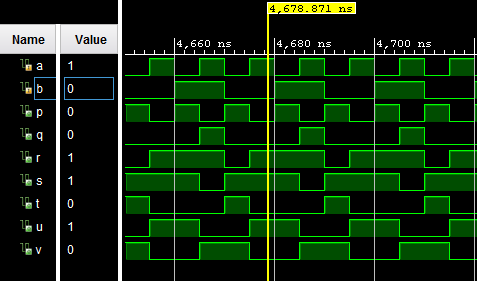 4,678.871 ns
Name Value
4,660 ns 4,680 ns 4,700 ns
a 1
b 0
p 0
q 0
r 1
s 1
t 0
u 1
v 0